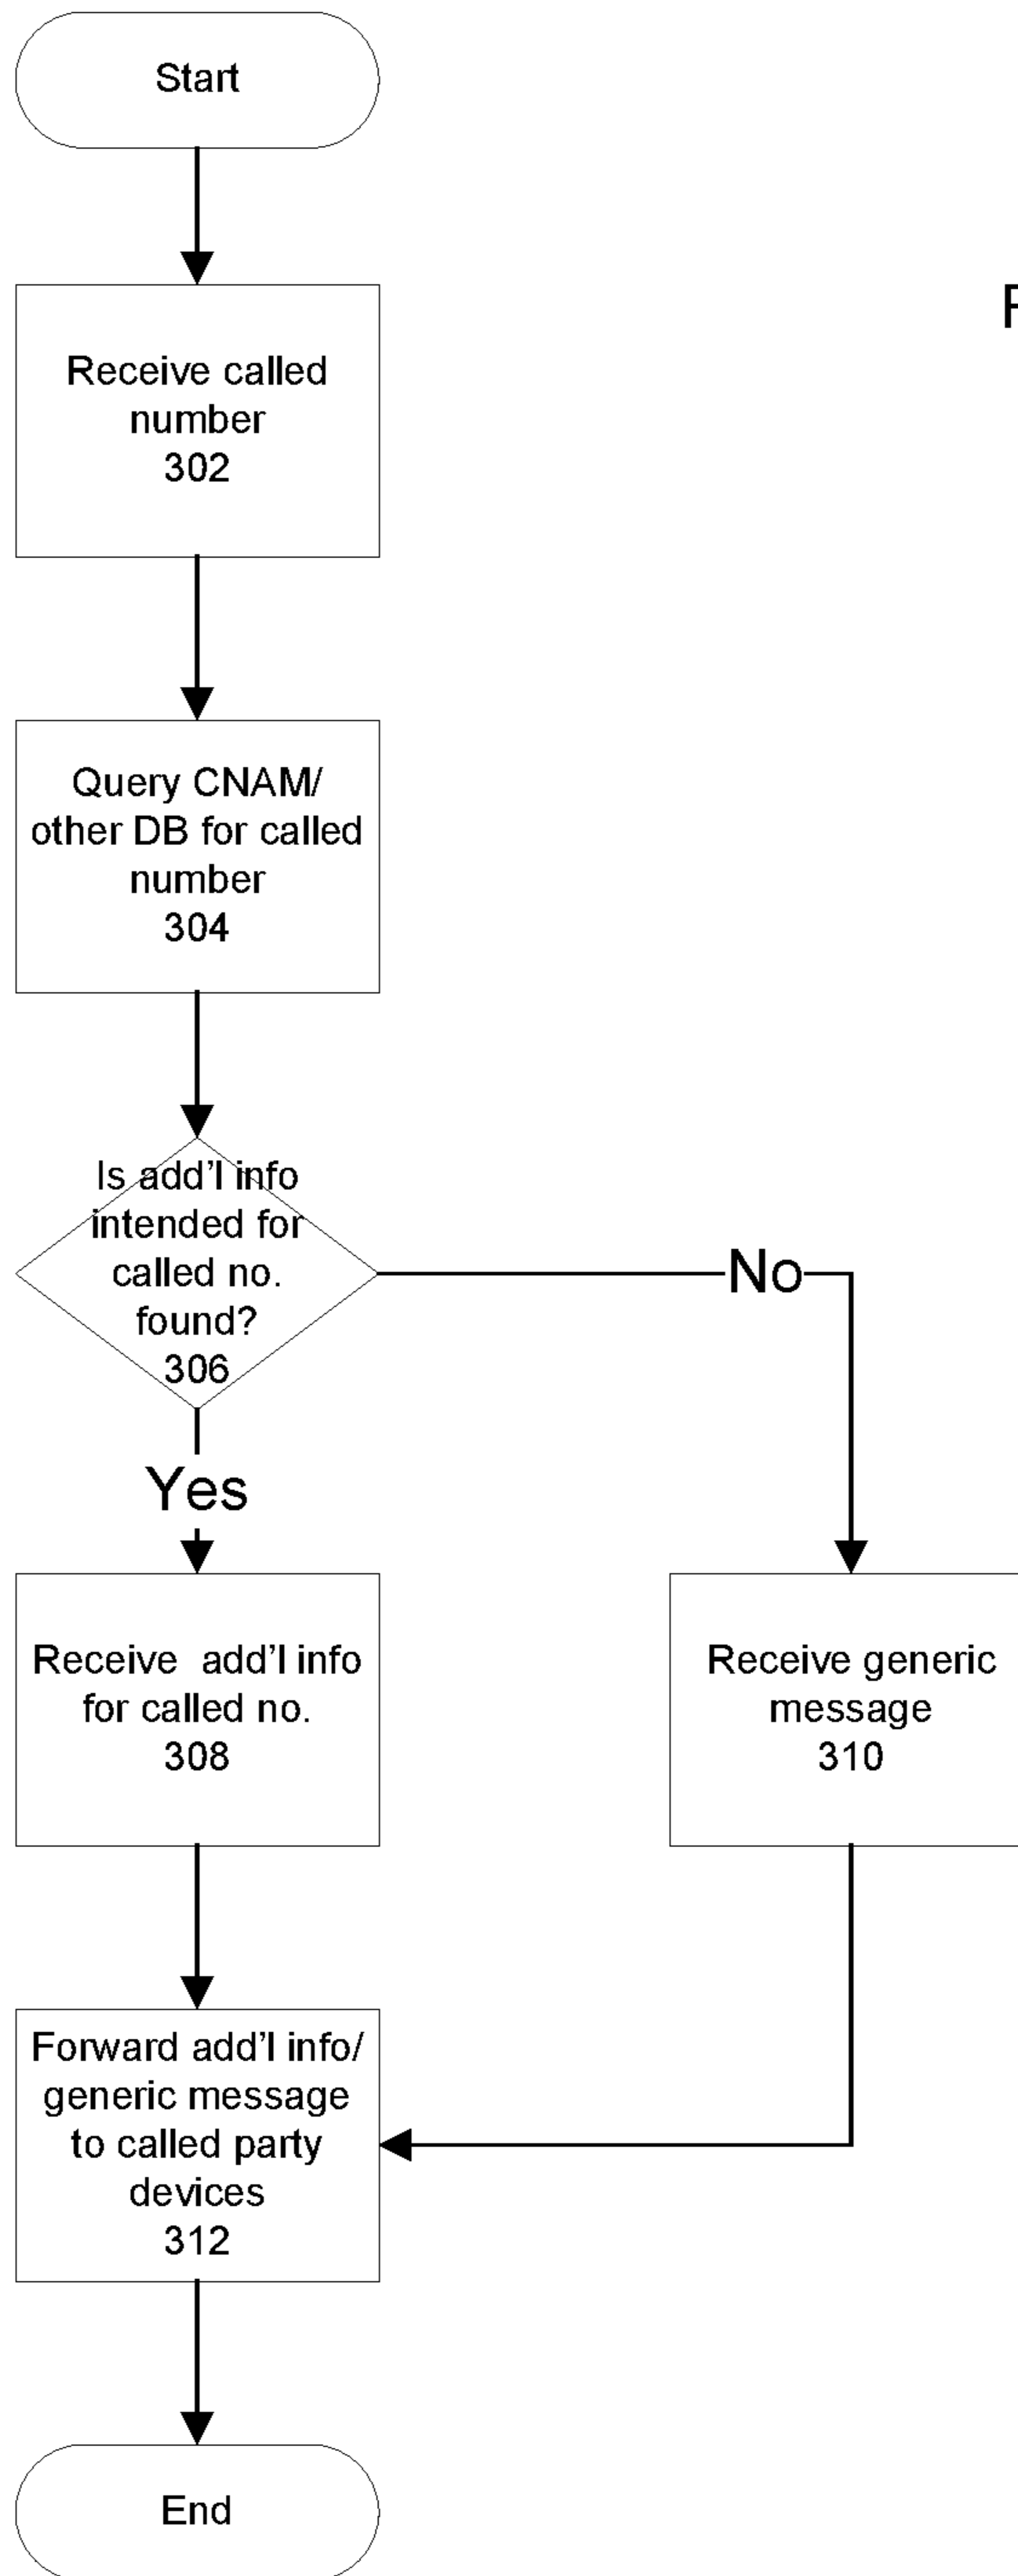 Start
Receive called
number
302
Query CNAM/
other DB for called
number
304
Is add'l info
intended for
called no.
found?
306
No
Yes
Receive  add'l info
for called no.
308
Receive generic
message
310
Forward add'l info/
generic message
to called party
devices
312
End